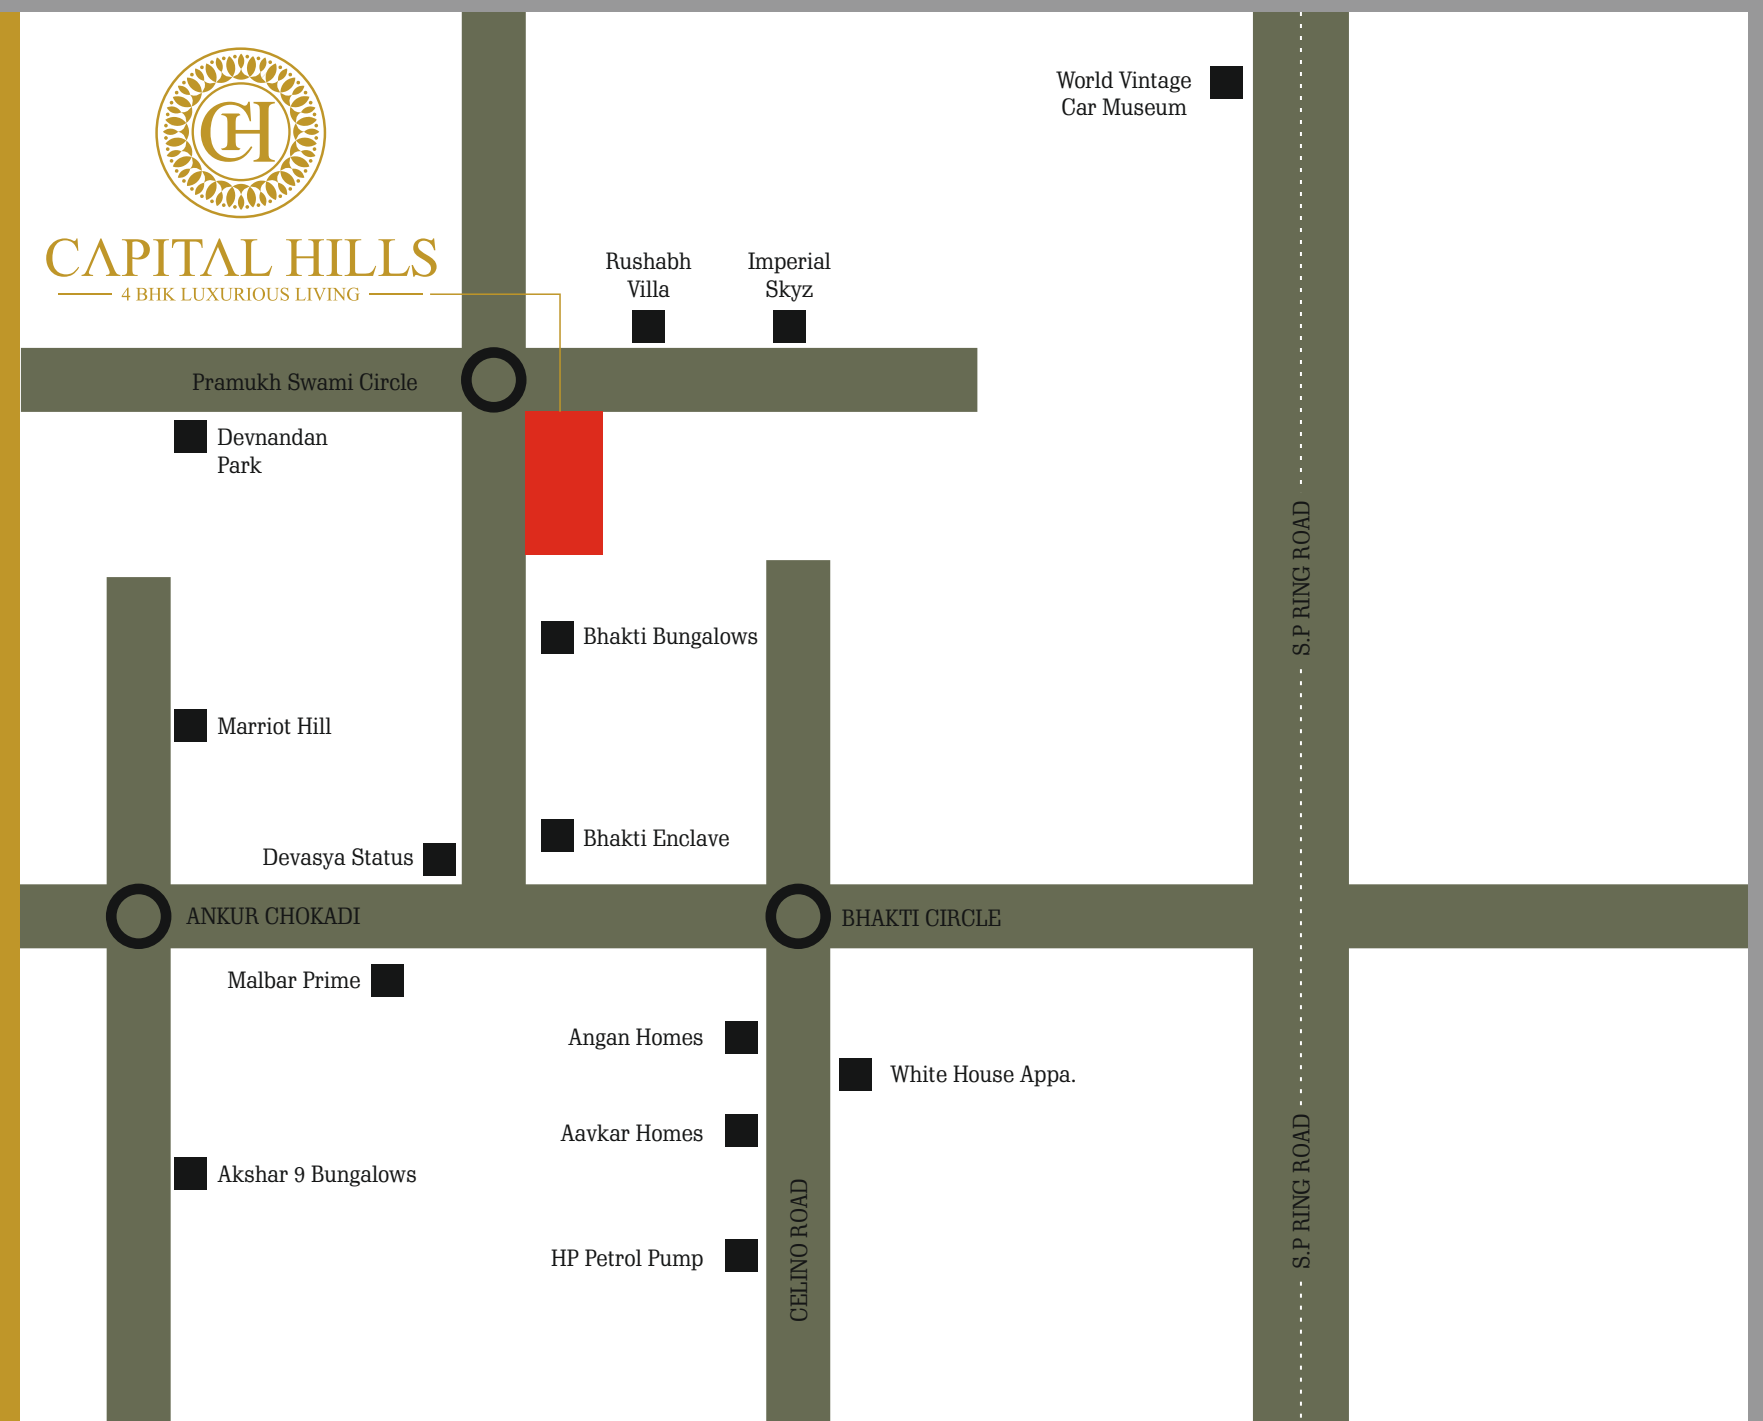 World Vintage
Car Museum
CH
CAPITAL HILLS
4 BHK LUXURIOUS LIVING
Rushabh
Villa
Imperial
Skyz
Pramukh Swami Circle
Devnandan
Park
S.P RING ROAD
Bhakti Bungalows
Marriot Hill
Bhakti Enclave
Devasya Status
ANKUR CHOKADI
BHAKTI CIRCLE
Malbar Prime
Angan Homes
White House Appa.
Aavkar Homes
Akshar 9 Bungalows
CELINO ROAD
S.P RING ROAD
HP Petrol Pump